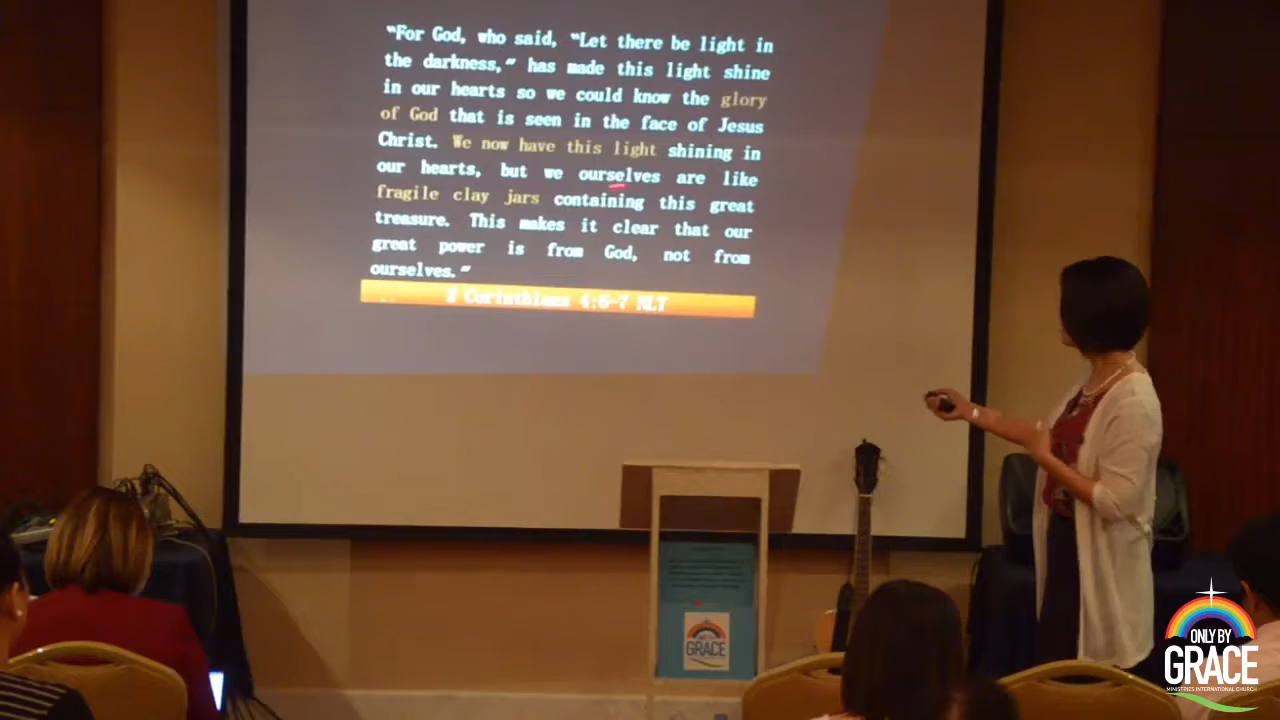 “For God, who said, “Let there be light in
the darkness,” has made this light shine
in our hearts so we could know the glory
of God that is seen in the face of Jesus
Christ. We now have this light shining in
our hearts, but we ourselves are like
fragile clay jars containing this great
treasure. This makes it clear that our
great power is from God, not from
ourselves.”
2 Corinthians 4:6-7 NLT
GRACE
ONLY BY
GRACE
MINISTRIES INTERNATIONAL CHURCH